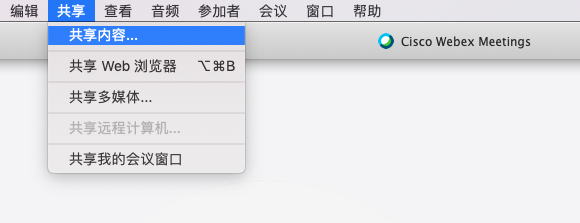 编辑 共享 查看 音频 参加者 会议 窗口 帮助
共享内容...
Cisco Webex Meetings
共享 Web 浏览器 ⌥⌘B
共享多媒体...
共享远程计算机...
共享我的会议窗口